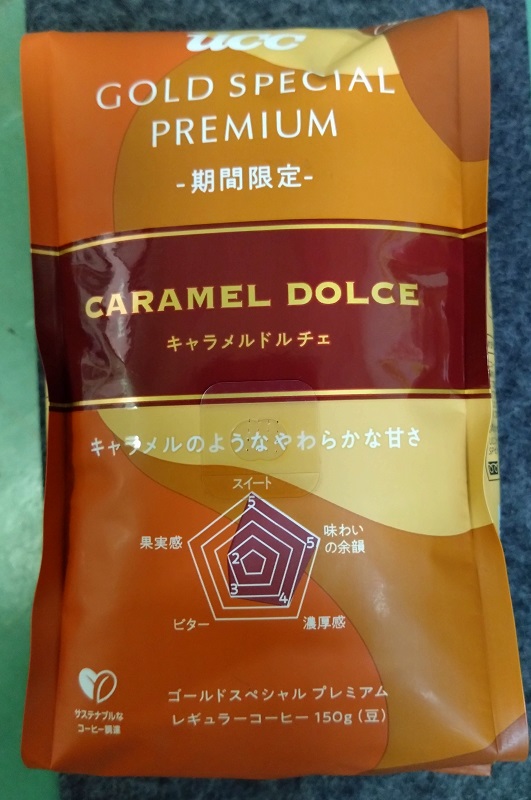 ucc
GOLD SPECIAL
PREMIUM
-期間限定-
CARAMEL DOLCE
キャラメルドルチェ
キャラメルのようなやわらかな甘さ
スイート
5
果実感
味わい
の余韻
5
2
3
4
ビター
濃厚感
サステナブルな
コーヒー調達
ゴールドスペシャル プレミアム
レギュラーコーヒー 150g（豆）